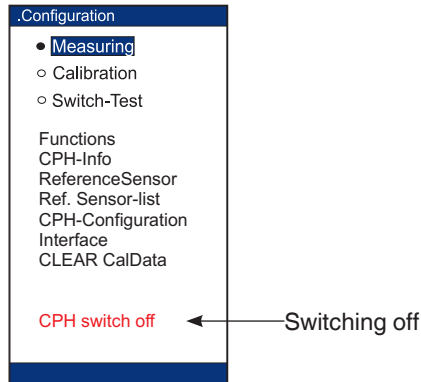 .Configuration
Measuring
Calibration
Switch-Test
Functions
CPH-Info
ReferenceSensor
Ref. Sensor-list
CPH-Configuration
Interface
CLEAR CalData
CPH switch off
Switching off